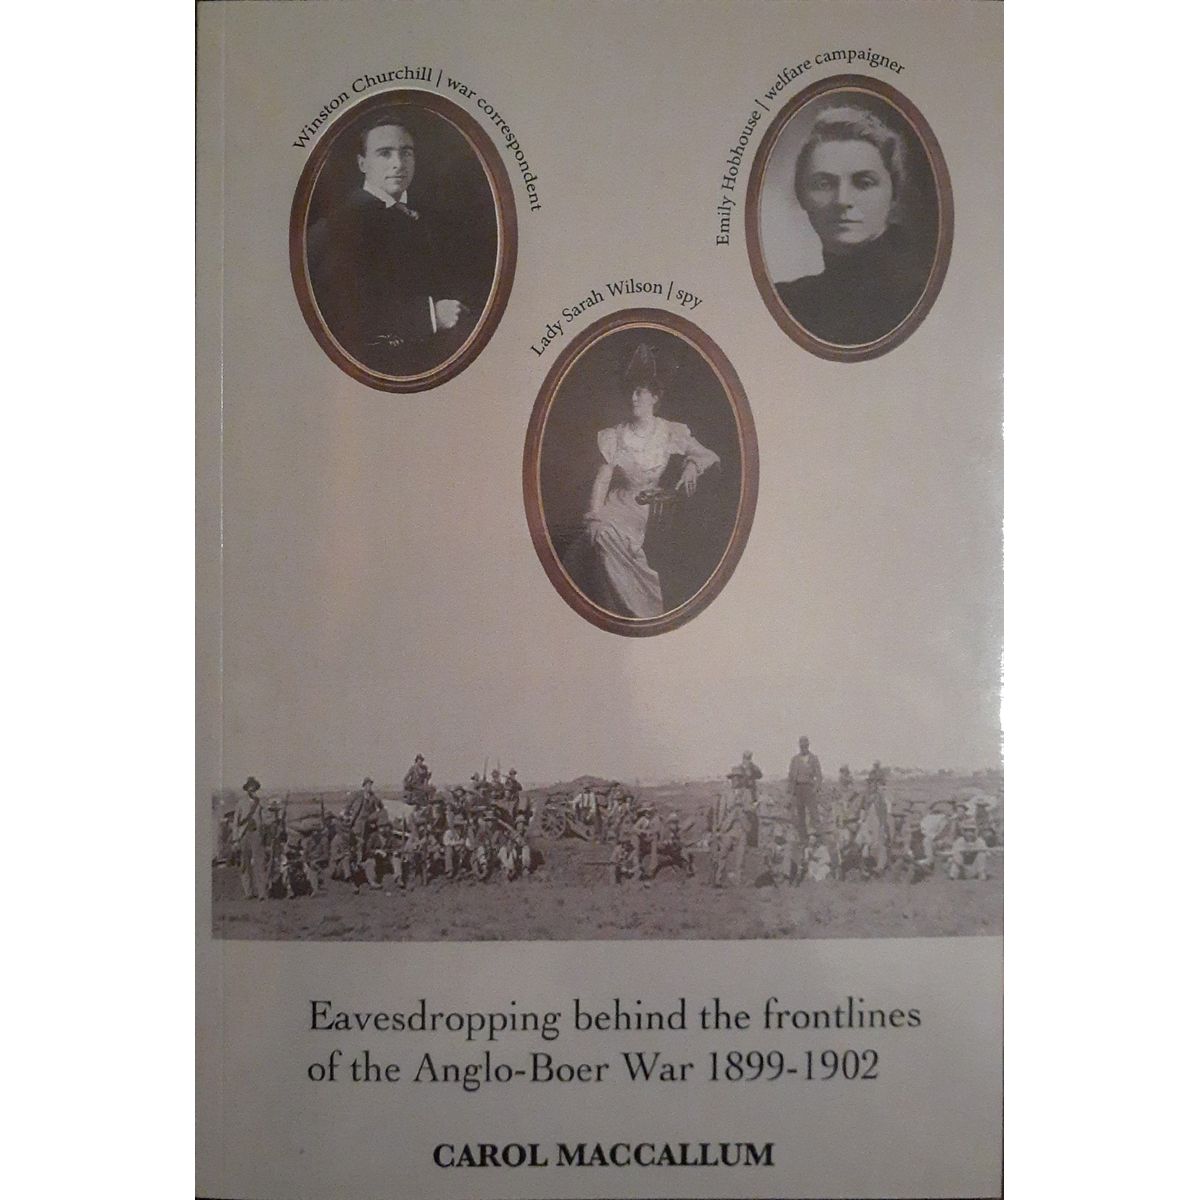 Winston Churchill | war correspondent
Emily Hobhouse | welfare campaigner
Lady Sarah Wilson | spy
Eavesdropping behind the frontlines
of the Anglo-Boer War 1899-1902
CAROL MACCALLUM